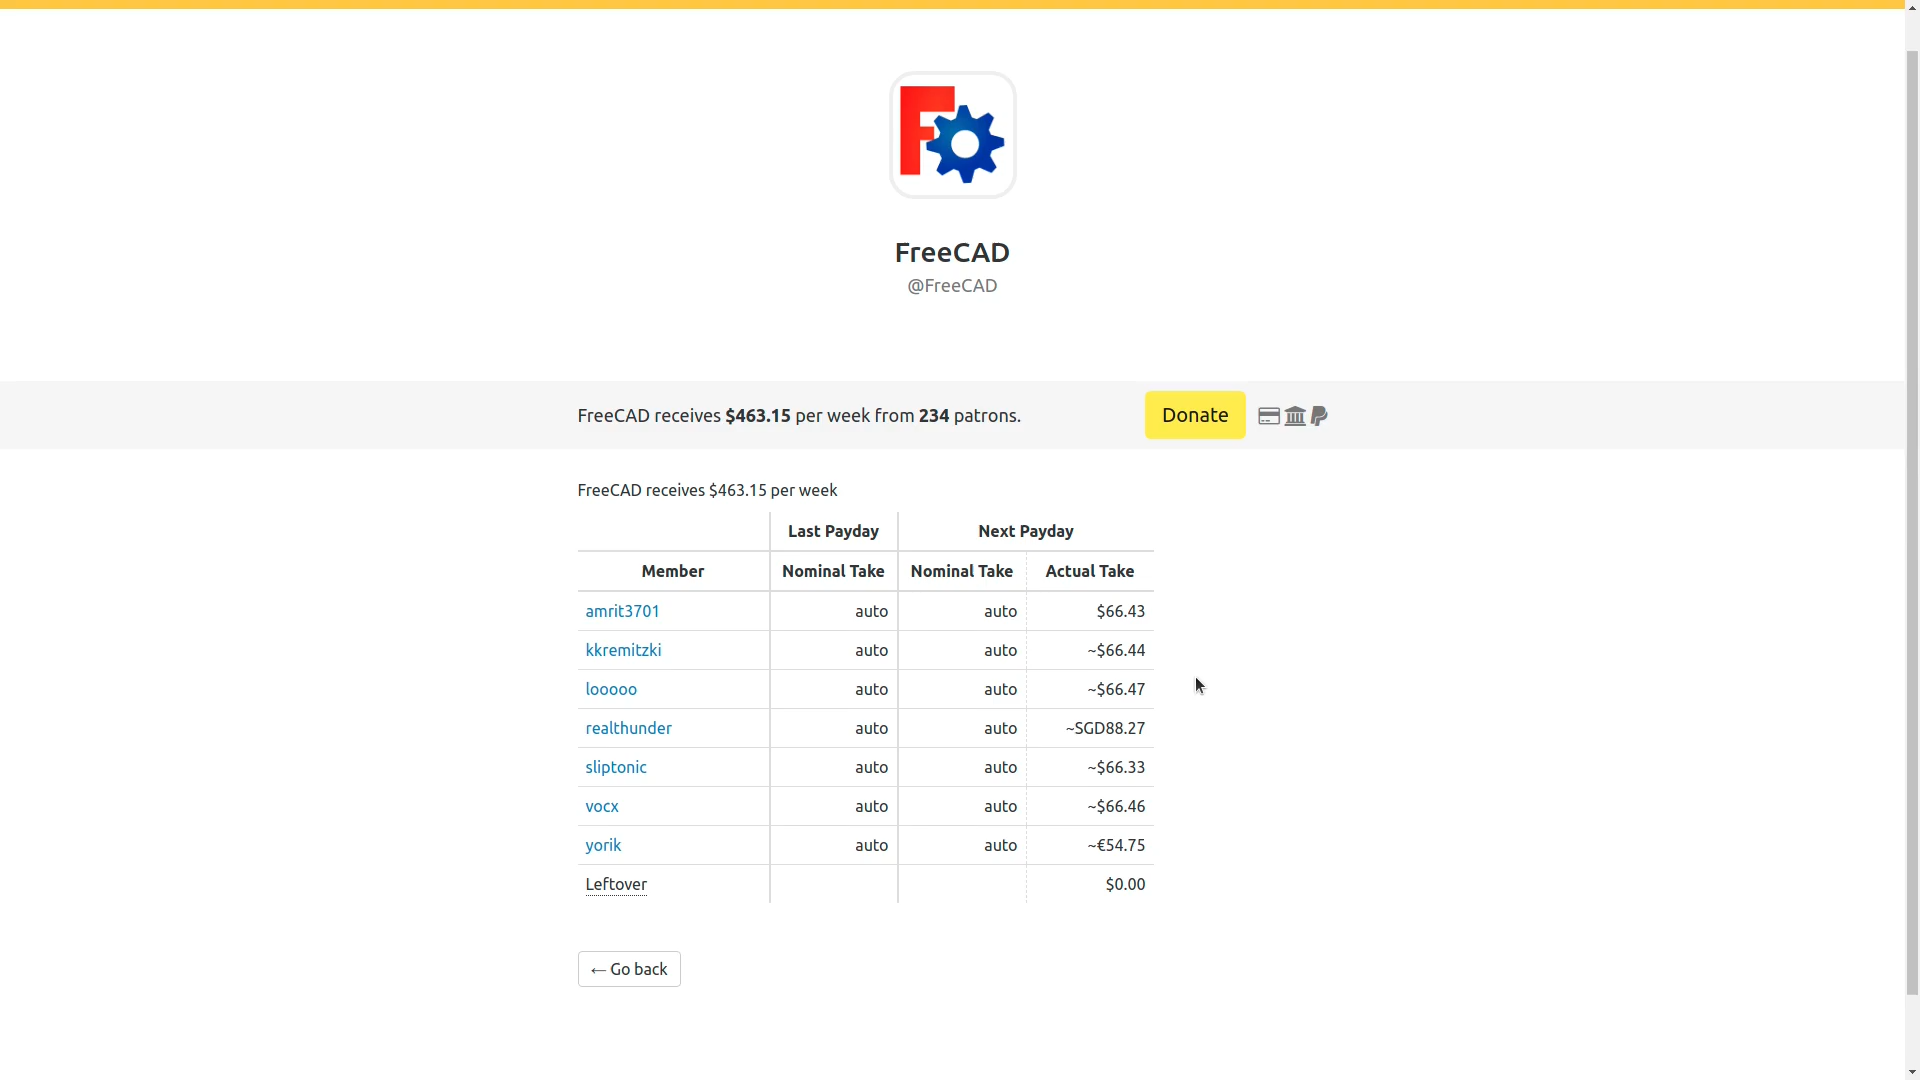 FreeCAD
@FreeCAD
FreeCAD receives $463.15 per week from 234 patrons.
Donate
FreeCAD receives $463.15 per week
Last Payday Next Payday
Member Nominal Take Nominal Take Actual Take
amrit3701 auto auto $66.43
kkremitzki auto auto ~$66.44
looooo auto auto ~$66.47
realthunder auto auto ~SGD88.27
sliptonic auto auto ~$66.33
vocx auto auto ~$66.46
yorik auto auto ~€54.75
Leftover $0.00
← Go back